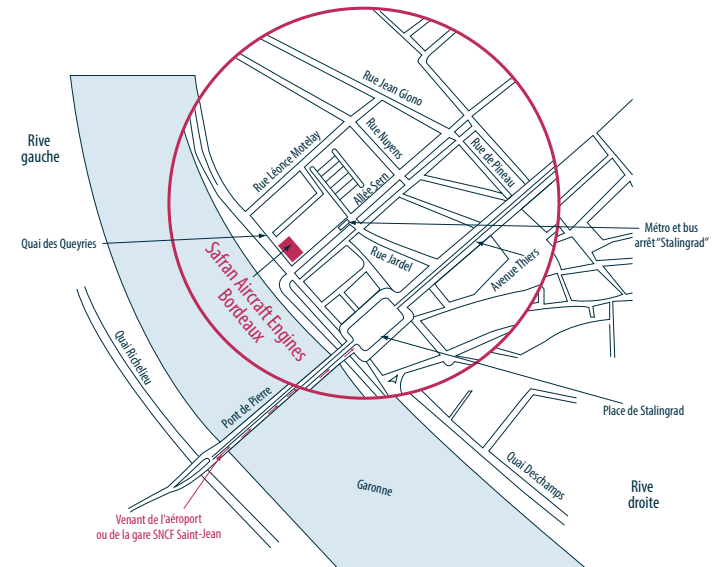 Rue Jean Giono
Rive
gauche
Rue Nuyens
Rue de Pineau
Rue Léonce Motelay
Allée Sern
Quai des Queyries
Métro et bus
arrêt “Stalingrad”
Rue Jardel
Avenue Thiers
Safran Aircraft Engines
Bordeaux
Quai Richelieu
Pont de Pierre
Place de Stalingrad
Quai Deschamps
Garonne
Rive
droite
Venant de l’aéroport
ou de la gare SNCF Saint-Jean